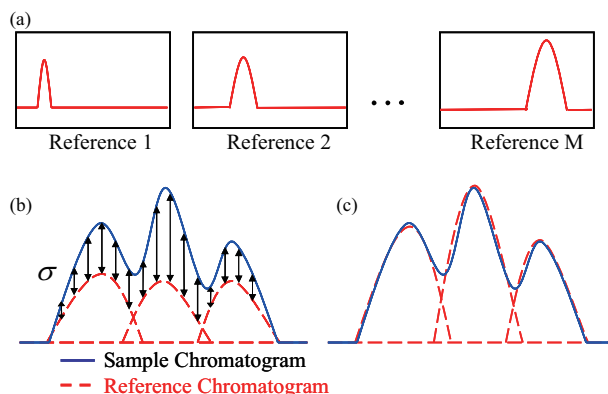 (a)
Reference 1 Reference 2 • • • Reference M
(b) (c)
σ
Sample Chromatogram
Reference Chromatogram